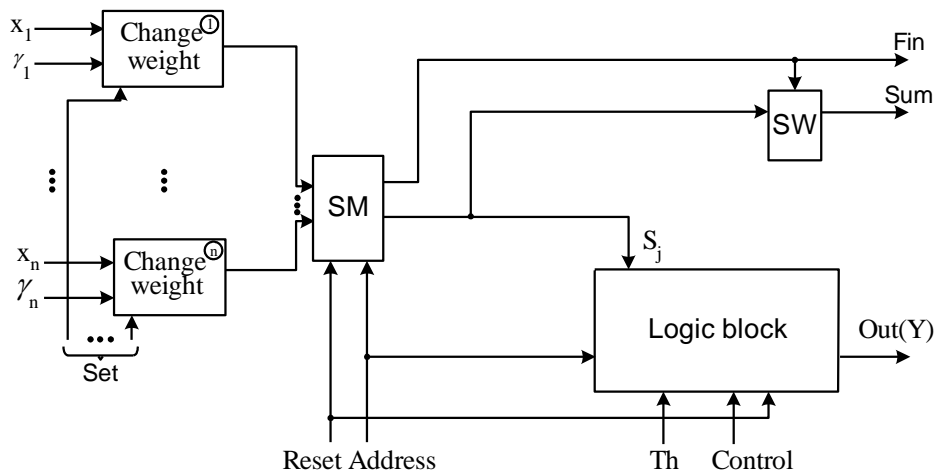 x1
γ1
Change 1
weight
Fin
Sum
SW
SM
xn
γn
Change n
weight
Sj
Logic block
Out(Y)
Set
Reset Address
Th
Control